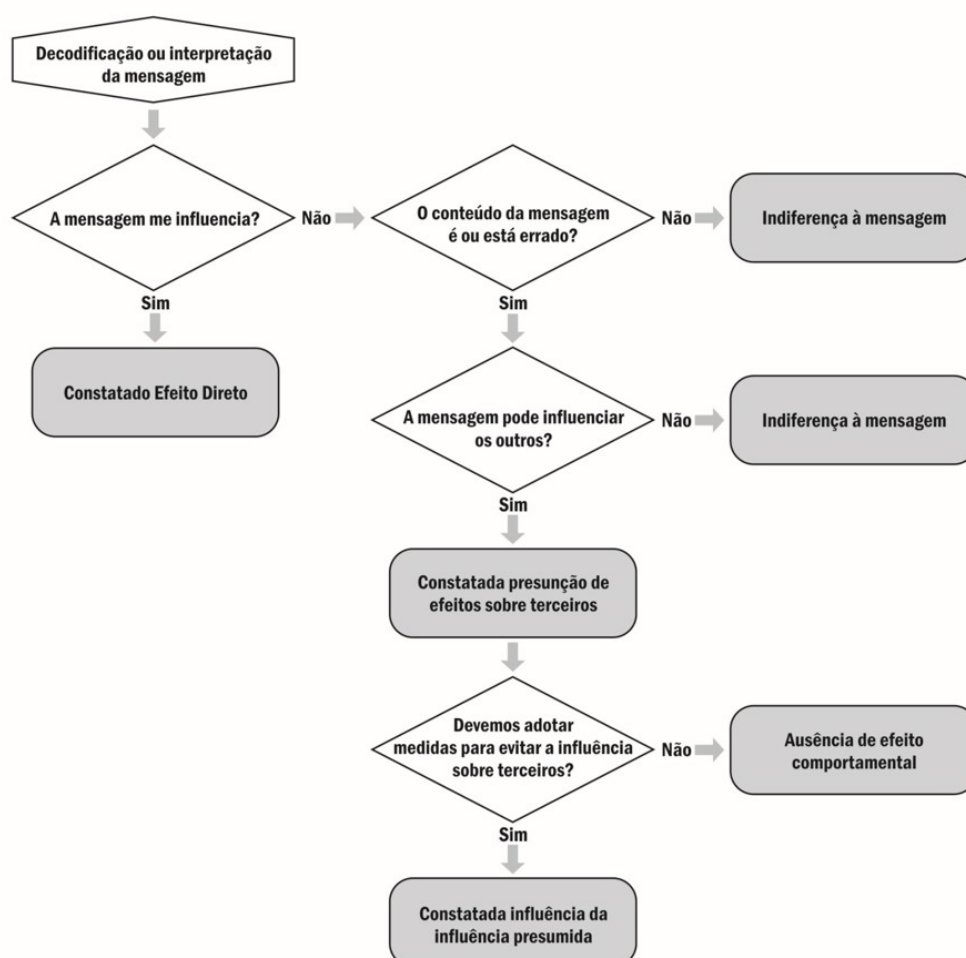 Decodificação ou interpretação
da mensagem
A mensagem me influencia?
Não
O conteúdo da mensagem
é ou está errado?
Não
Indiferença à mensagem
Sim
Sim
Constatado Efeito Direto
A mensagem pode influenciar
os outros?
Não
Indiferença à mensagem
Sim
Constatada presunção de
efeitos sobre terceiros
Devemos adotar
medidas para evitar a influência
sobre terceiros?
Não
Ausência de efeito
comportamental
Sim
Constatada influência da
influência presumida